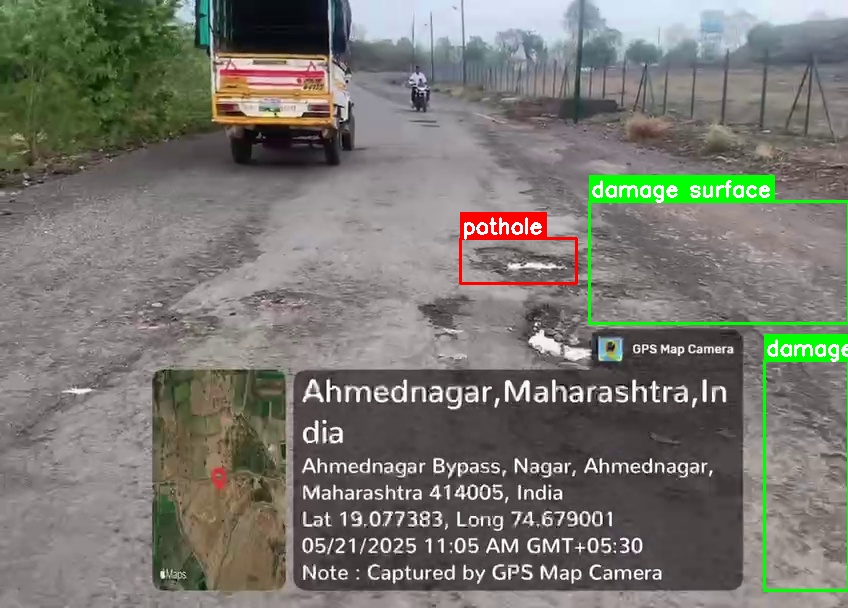 damage surface
pothole
GPS Map Camera
damage
Ahmednagar,Maharashtra,In
dia
Ahmednagar Bypass, Nagar, Ahmednagar,
Maharashtra 414005, India
Lat 19.077383, Long 74.679001
05/21/2025 11:05 AM GMT+05:30
Note : Captured by GPS Map Camera
Maps